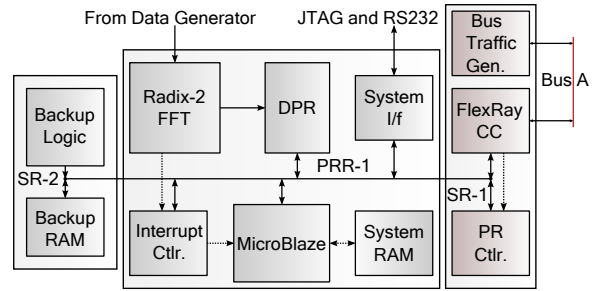 From Data Generator
JTAG and RS232
Bus
Traffic
Gen.
Bus A
Radix-2
FFT
DPR
System
I/f
FlexRay
CC
Backup
Logic
PRR-1
SR-2
SR-1
Backup
RAM
Interrupt
Ctlr.
MicroBlaze
System
RAM
PR
Ctlr.